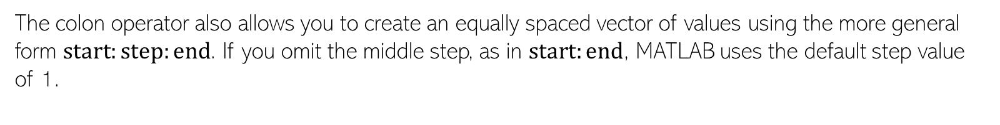 The colon operator also allows you to create an equally spaced vector of values using the more general
form start: step: end. If you omit the middle step, as in start: end, MATLAB uses the default step value
of 1.